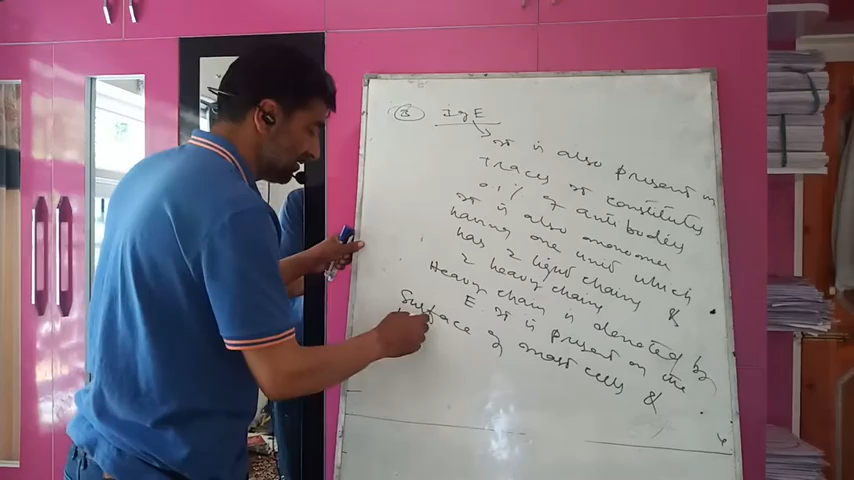 ③ IgE
It is also present in
traces. It constitutes
0.1% of antibodies
It is also monomer
having one unit which
has 2 light chains &
2 heavy chains
Heavy chain is denoted by
E. It is present on the
Surface of mast cells &